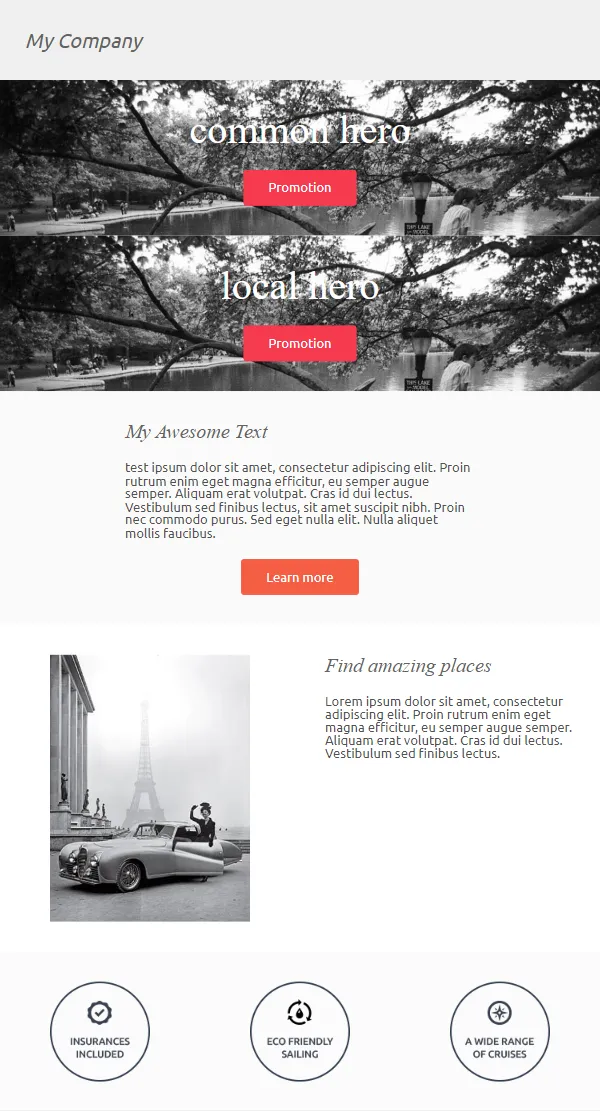 My Company
common hero
Promotion
local hero
Promotion
My Awesome Text
test ipsum dolor sit amet, consectetur adipiscing elit. Proin
rutrum enim eget magna efficitur, eu semper augue
semper. Aliquam erat volutpat. Cras id dui lectus.
Vestibulum sed finibus lectus, sit amet suscipit nibh. Proin
nec commodo purus. Sed eget nulla elit. Nulla aliquet
mollis faucibus.
Learn more
Find amazing places
Lorem ipsum dolor sit amet, consectetur
adipiscing elit. Proin rutrum enim eget
magna efficitur, eu semper augue semper.
Aliquam erat volutpat. Cras id dui lectus.
Vestibulum sed finibus lectus.
INSURANCES
INCLUDED
ECO FRIENDLY
SAILING
A WIDE RANGE
OF CRUISES